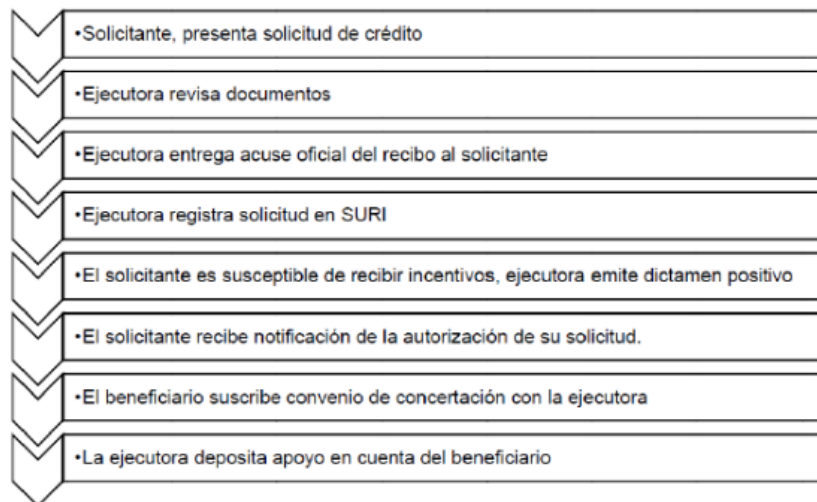 •Solicitante, presenta solicitud de crédito
•Ejecutora revisa documentos
•Ejecutora entrega acuse oficial del recibo al solicitante
•Ejecutora registra solicitud en SURI
•El solicitante es susceptible de recibir incentivos, ejecutora emite dictamen positivo
•El solicitante recibe notificación de la autorización de su solicitud.
•El beneficiario suscribe convenio de concertación con la ejecutora
•La ejecutora deposita apoyo en cuenta del beneficiario